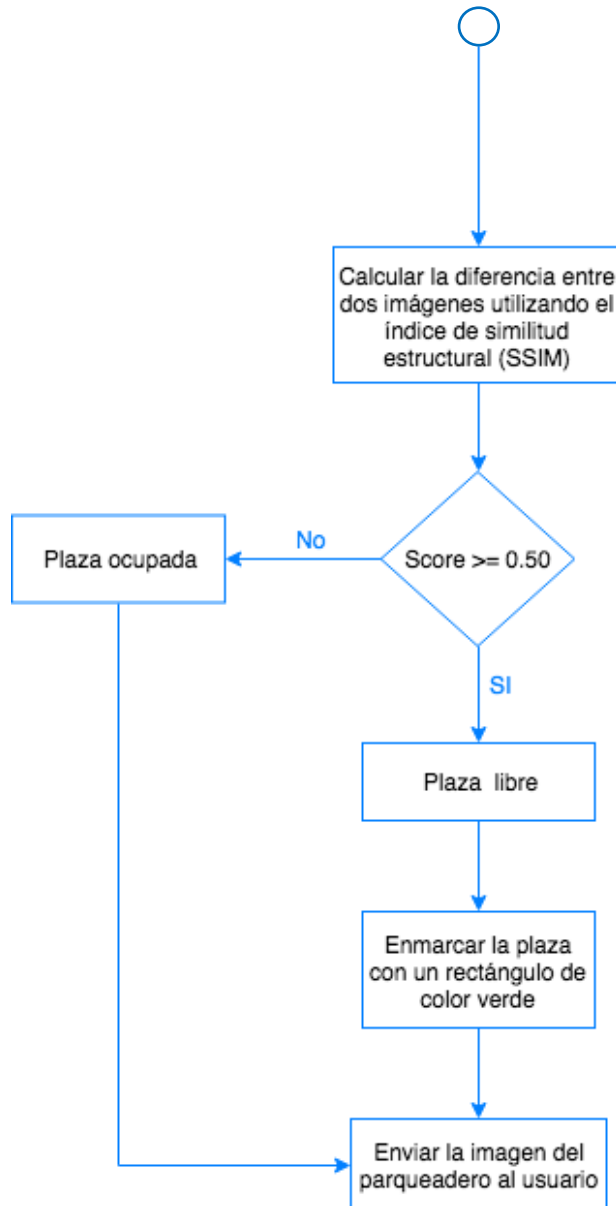 Calcular la diferencia entre
dos imágenes utilizando el
índice de similitud
estructural (SSIM)
Score >= 0.50
No
Plaza ocupada
SI
Plaza libre
Enmarcar la plaza
con un rectángulo de
color verde
Enviar la imagen del
parqueadero al usuario